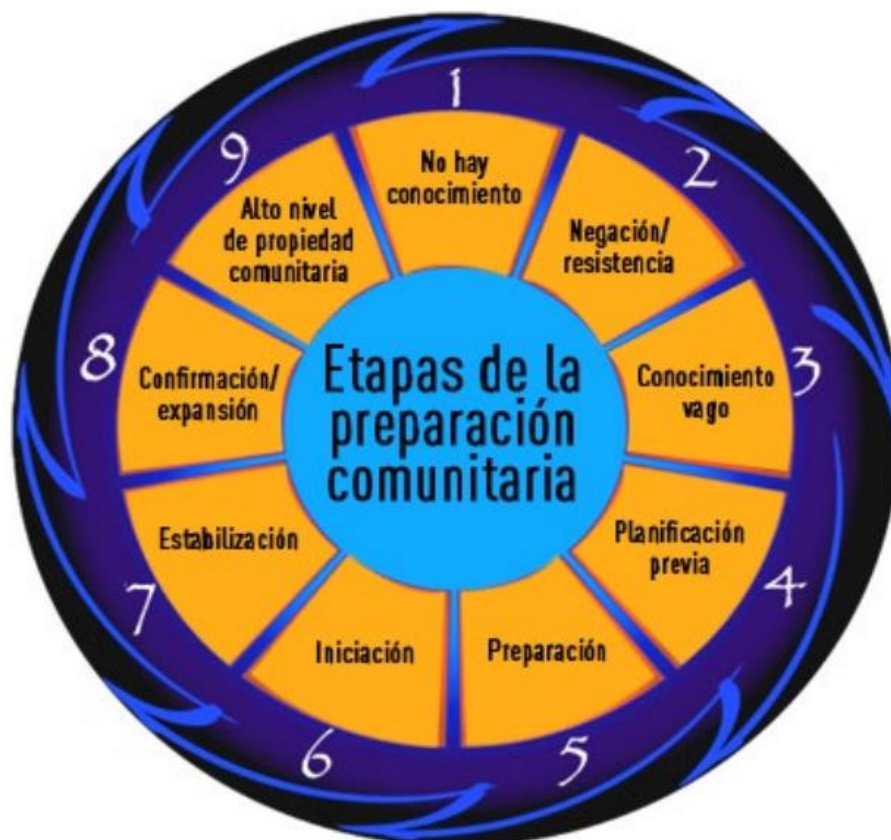 Etapas de la
preparación
comunitaria
1
No hay
conocimiento
2
Negación/
resistencia
3
Conocimiento
vago
4
Planificación
previa
5
Preparación
6
Iniciación
7
Estabilización
8
Confirmación/
expansión
9
Alto nivel
de propiedad
comunitaria